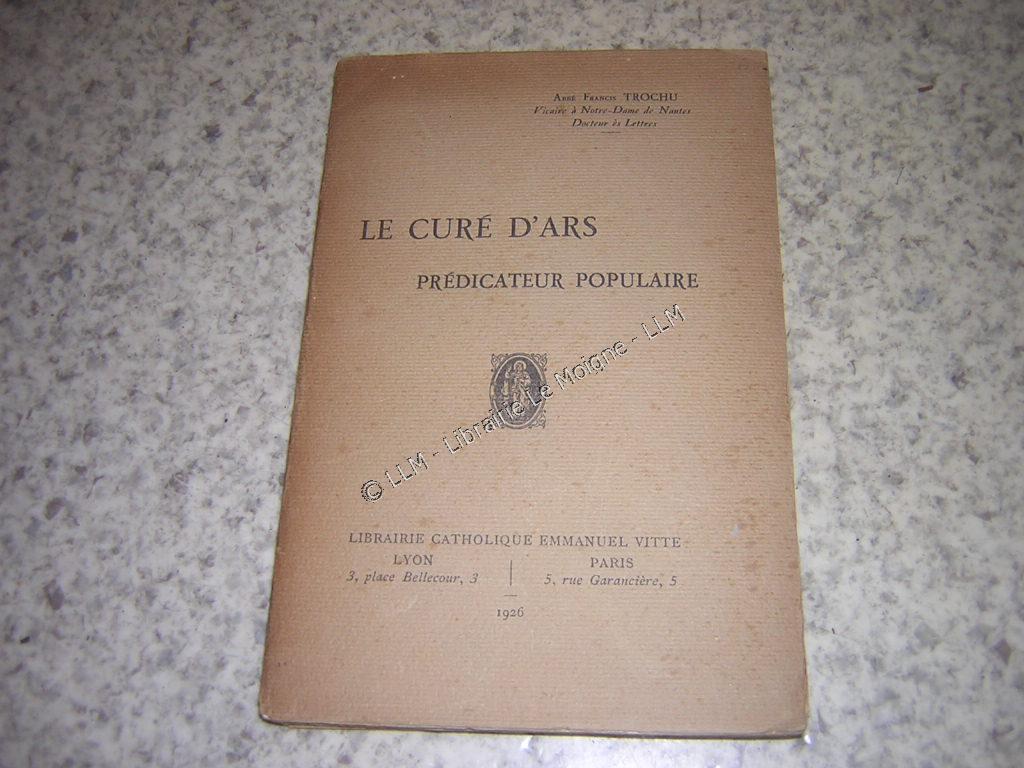 Abbé Francis TROCHU
Vicaire à Notre-Dame de Nantes
Docteur ès Lettres
LE CURÉ D'ARS
PRÉDICATEUR POPULAIRE
© LLM - Librairie Le Moigne - LLM
LIBRAIRIE CATHOLIQUE EMMANUEL VITTE
LYON
3, place Bellecour, 3
PARIS
5, rue Garancière, 5
1926